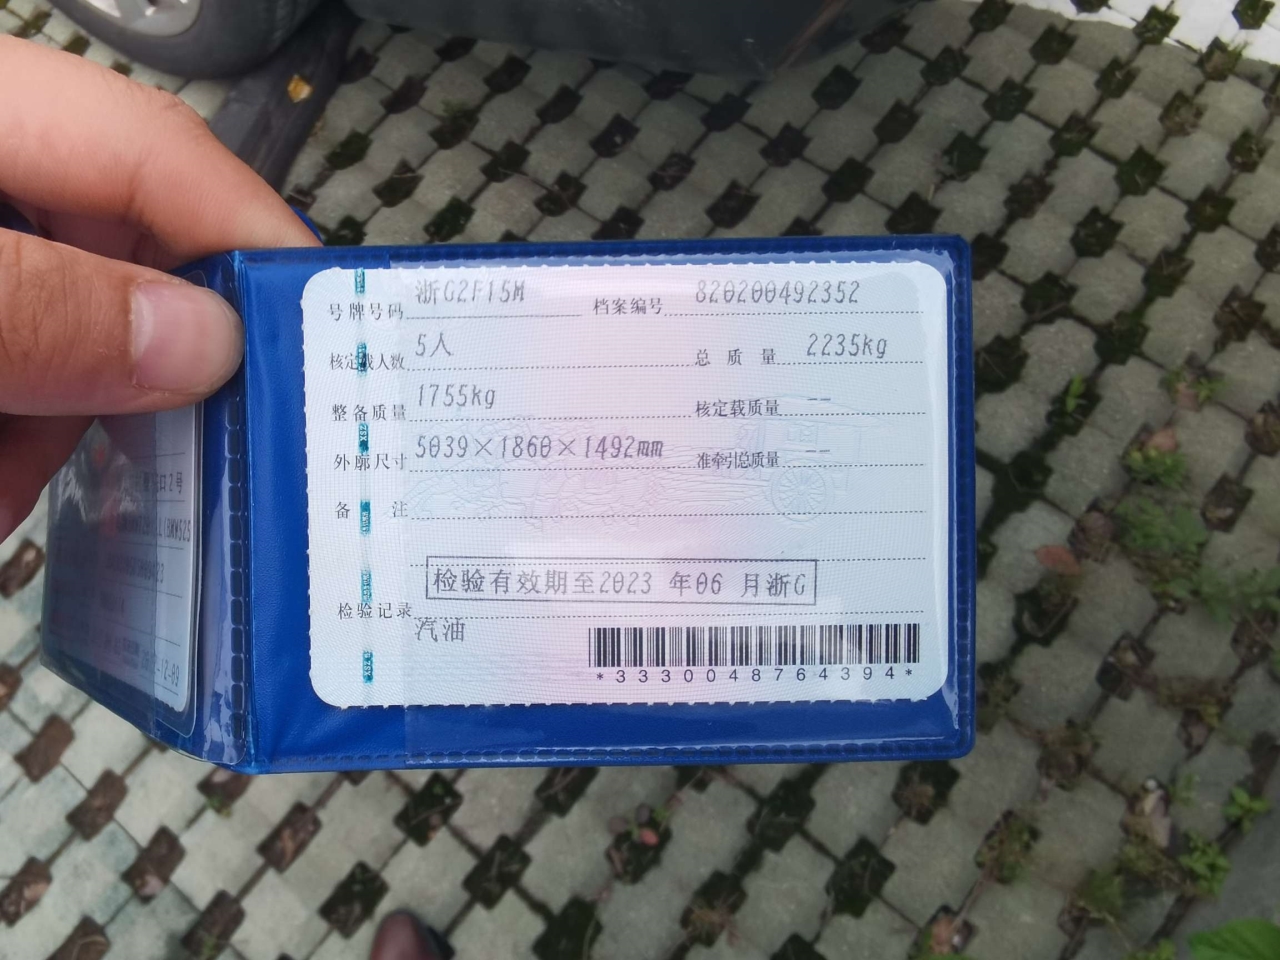 号牌号码 浙G2F15M 档案编号 820200492352
核定载人数 5人 总质量 2235kg
整备质量 1755kg 核定载质量 --
外廓尺寸 5039×1860×1492mm 准牵引总质量 --
备注
检验有效期至2023 年06 月浙G
检验记录
汽油
*3330048764394*
口2号